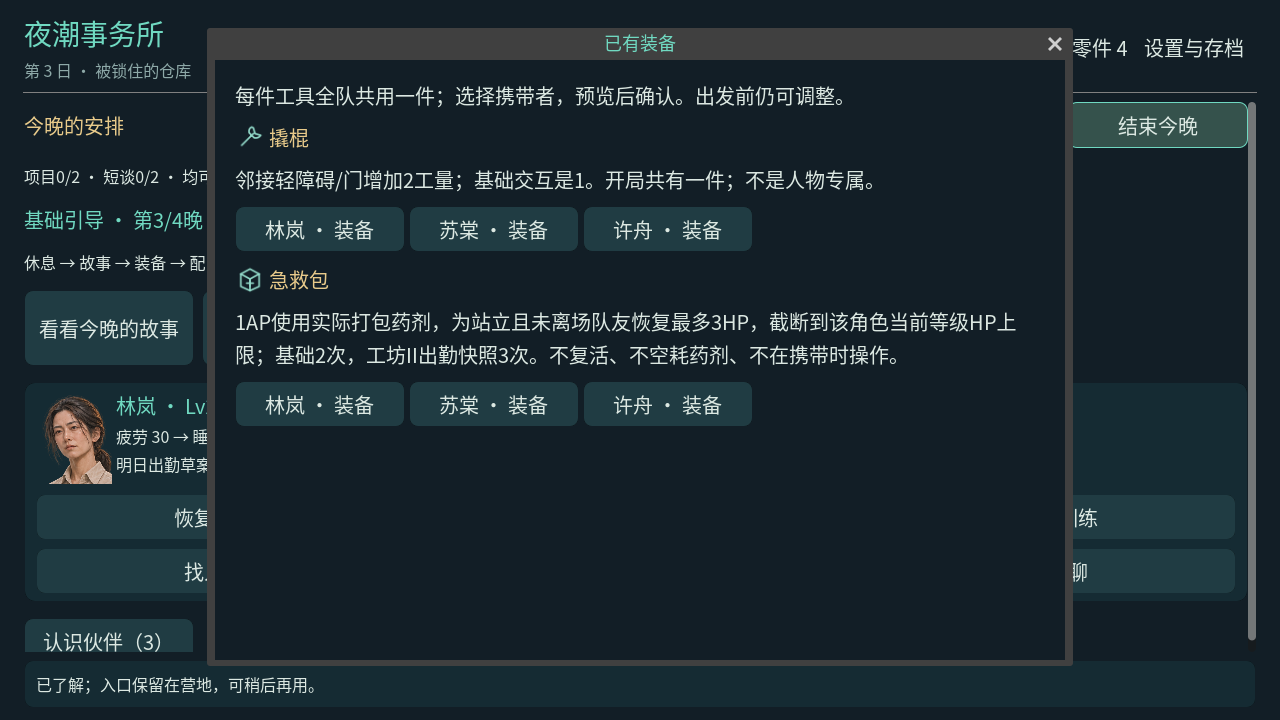 夜潮事务所
第 3 日 · 被锁住的仓库
零件 4 设置与存档
已有装备
今晚的安排
结束今晚
项目0/2 · 短谈0/2 · 均
基础引导 · 第3/4晚
休息 → 故事 → 装备 → 配
看看今晚的故事
每件工具全队共用一件；选择携带者，预览后确认。出发前仍可调整。
撬棍
邻接轻障碍/门增加2工量；基础交互是1。开局共有一件；不是人物专属。
林岚 · 装备
苏棠 · 装备
许舟 · 装备
急救包
1AP使用实际打包药剂，为站立且未离场队友恢复最多3HP，截断到该角色当前等级HP上
限；基础2次，工坊II出勤快照3次。不复活、不空耗药剂、不在携带时操作。
林岚 · 装备
苏棠 · 装备
许舟 · 装备
林岚 · Lv
疲劳 30 → 睡
明日出勤草案
恢复
练
找
聊
认识伙伴（3）
已了解；入口保留在营地，可稍后再用。